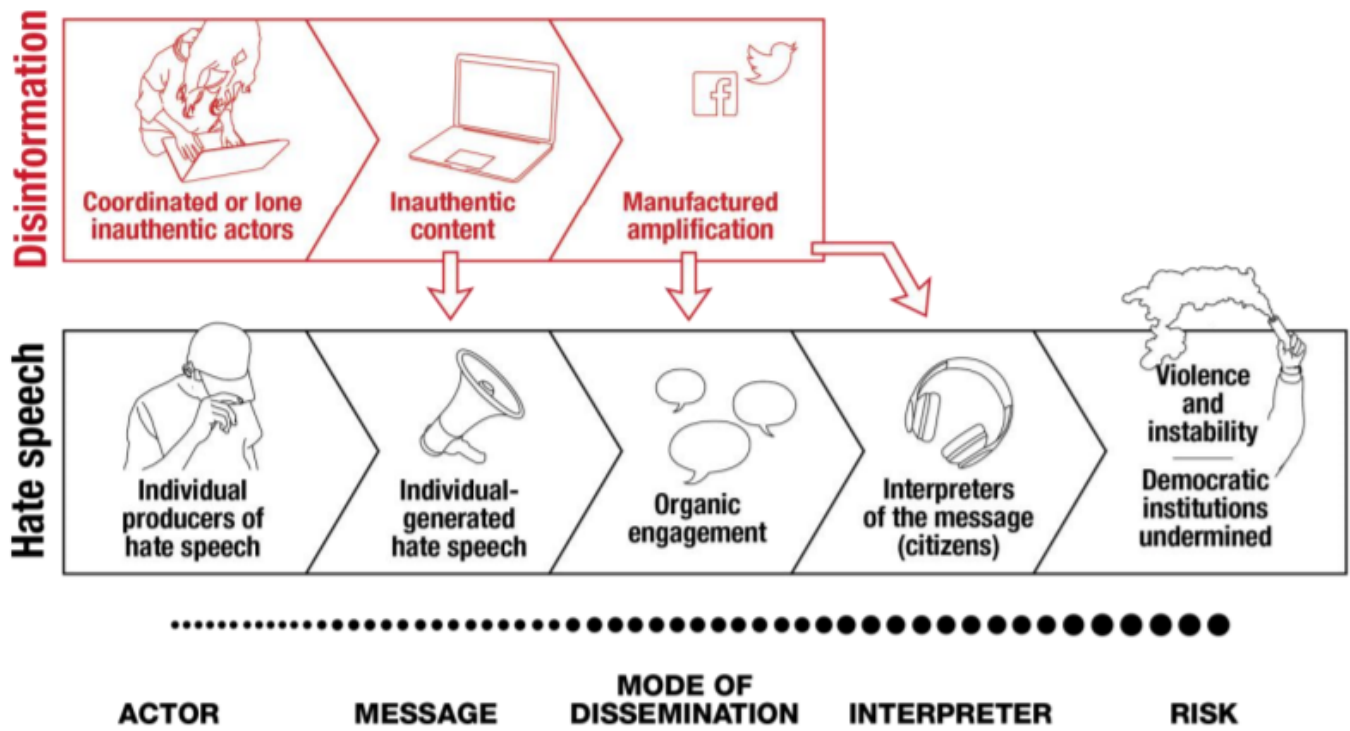 Disinformation
Coordinated or lone
inauthentic actors
Inauthentic
content
Manufactured
amplification
Hate speech
Individual
producers of
hate speech
Individual-
generated
hate speech
Organic
engagement
Interpreters
of the message
(citizens)
Violence
and
instability
Democratic
institutions
undermined
ACTOR
MESSAGE
MODE OF
DISSEMINATION
INTERPRETER
RISK